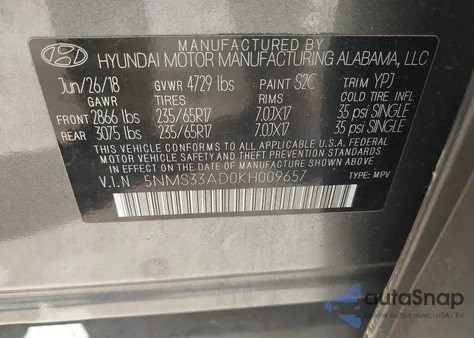 MANUFACTURED BY
HYUNDAI MOTOR MANUFACTURING ALABAMA, LLC
Jun/26/18 GVWR 4729 lbs PAINT S2C TRIM YPJ
GAWR TIRES RIMS COLD TIRE INFL
FRONT 2866 lbs 235/65R17 7.0JX17 35 psi SINGLE
REAR 3075 lbs 235/65R17 7.0JX17 35 psi SINGLE
THIS VEHICLE CONFORMS TO ALL APPLICABLE
U.S. FEDERAL MOTOR VEHICLE SAFETY STANDARDS
IN EFFECT ON THE DATE OF MANUFACTURE SHOWN ABOVE.
V.I.N 5NMS33AD0KH009657
TYPE: MPV
autoSnap